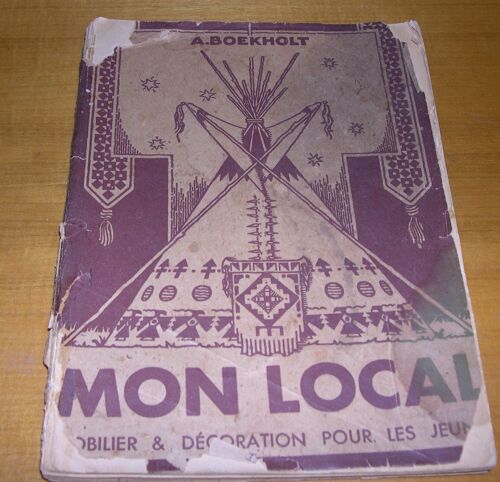 A.BOEKHOLT
MON LOCAL
OBILIER & DÉCORATION POUR. LES JEUN